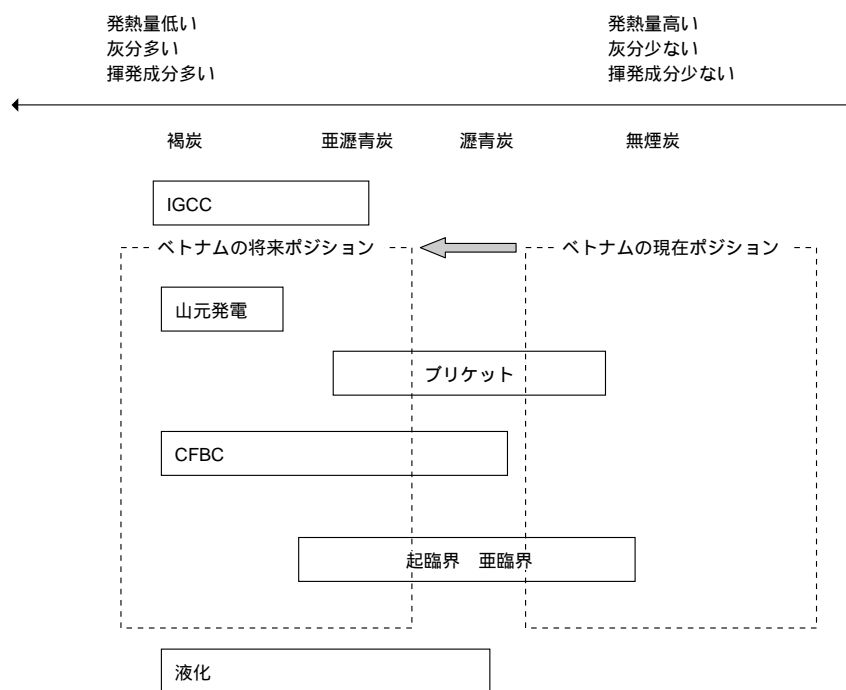 発熱量低い
灰分多い
揮発成分多い
発熱量高い
灰分少ない
揮発成分少ない
褐炭 亜瀝青炭 瀝青炭 無煙炭
IGCC
ベトナムの将来ポジション ベトナムの現在ポジション
山元発電
ブリケット
CFBC
起臨界 亜臨界
液化